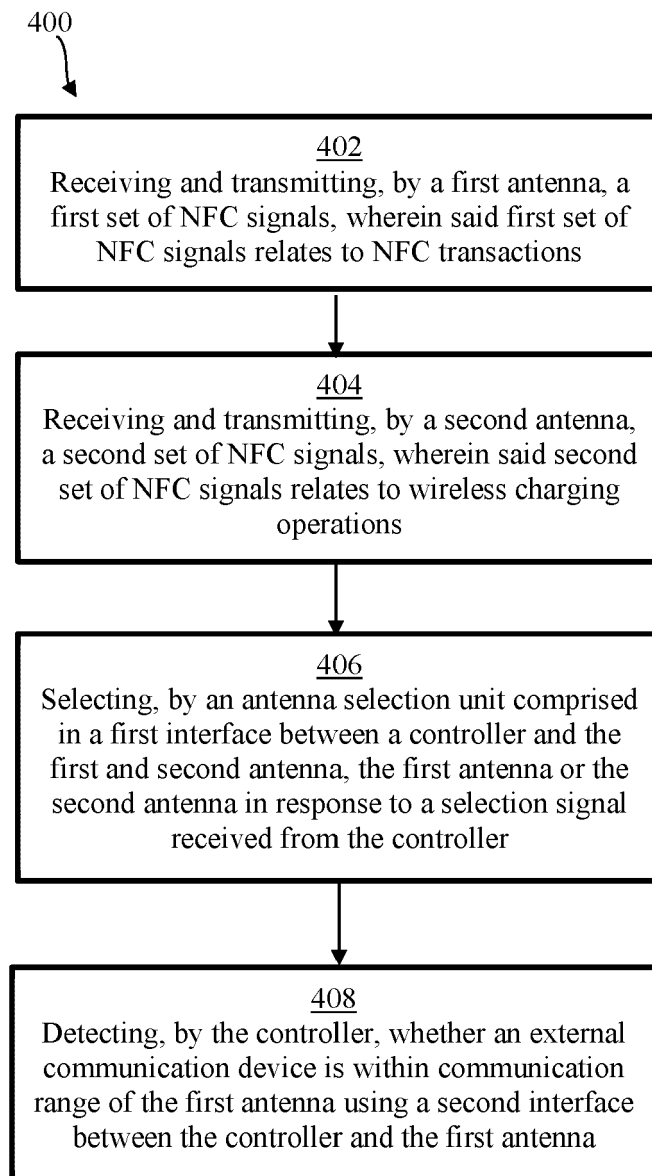 400
402
Receiving and transmitting, by a first antenna, a
first set of NFC signals, wherein said first set of
NFC signals relates to NFC transactions
404
Receiving and transmitting, by a second antenna,
a second set of NFC signals, wherein said second
set of NFC signals relates to wireless charging
operations
406
Selecting, by an antenna selection unit comprised
in a first interface between a controller and the
first and second antenna, the first antenna or the
second antenna in response to a selection signal
received from the controller
408
Detecting, by the controller, whether an external
communication device is within communication
range of the first antenna using a second interface
between the controller and the first antenna